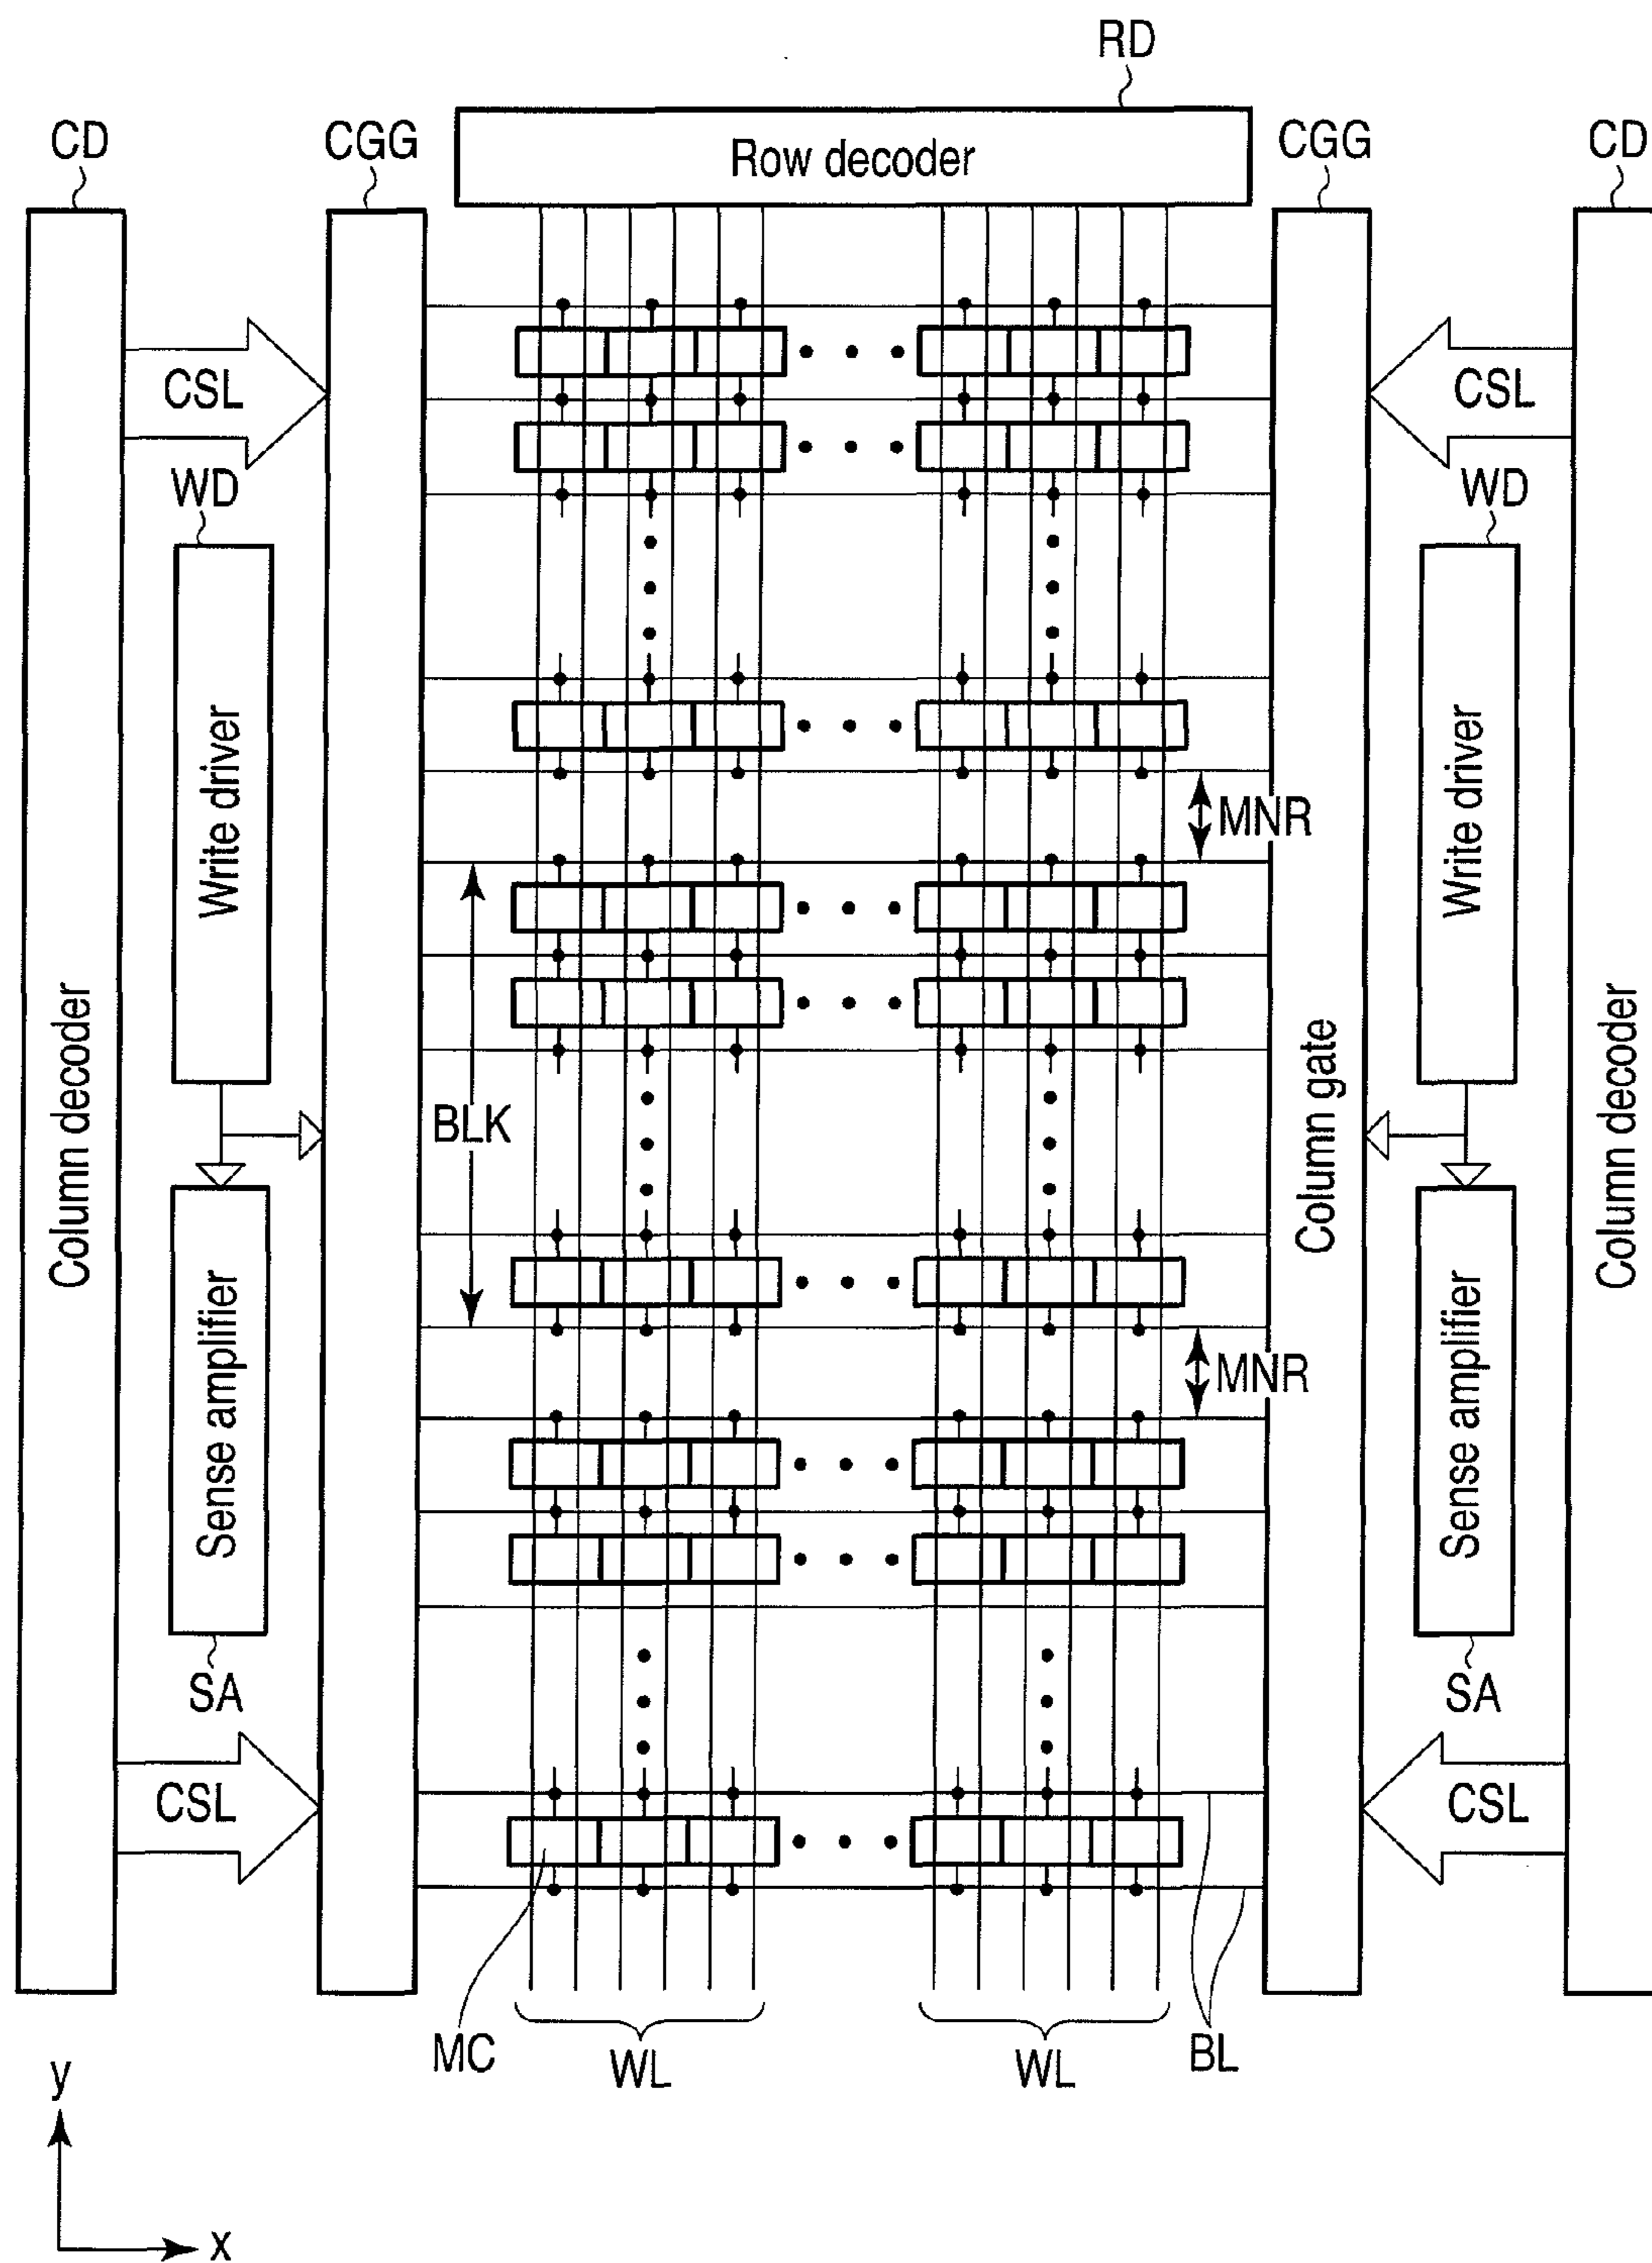 RD
CD
CGG
CGG
CD
Row decoder
CSL
CSL
WD
WD
Write driver
Write driver
MNR
Column decoder
BLK
Column gate
Column decoder
Sense amplifier
MNR
Sense amplifier
SA
SA
CSL
CSL
MC
WL
WL
BL
y
x